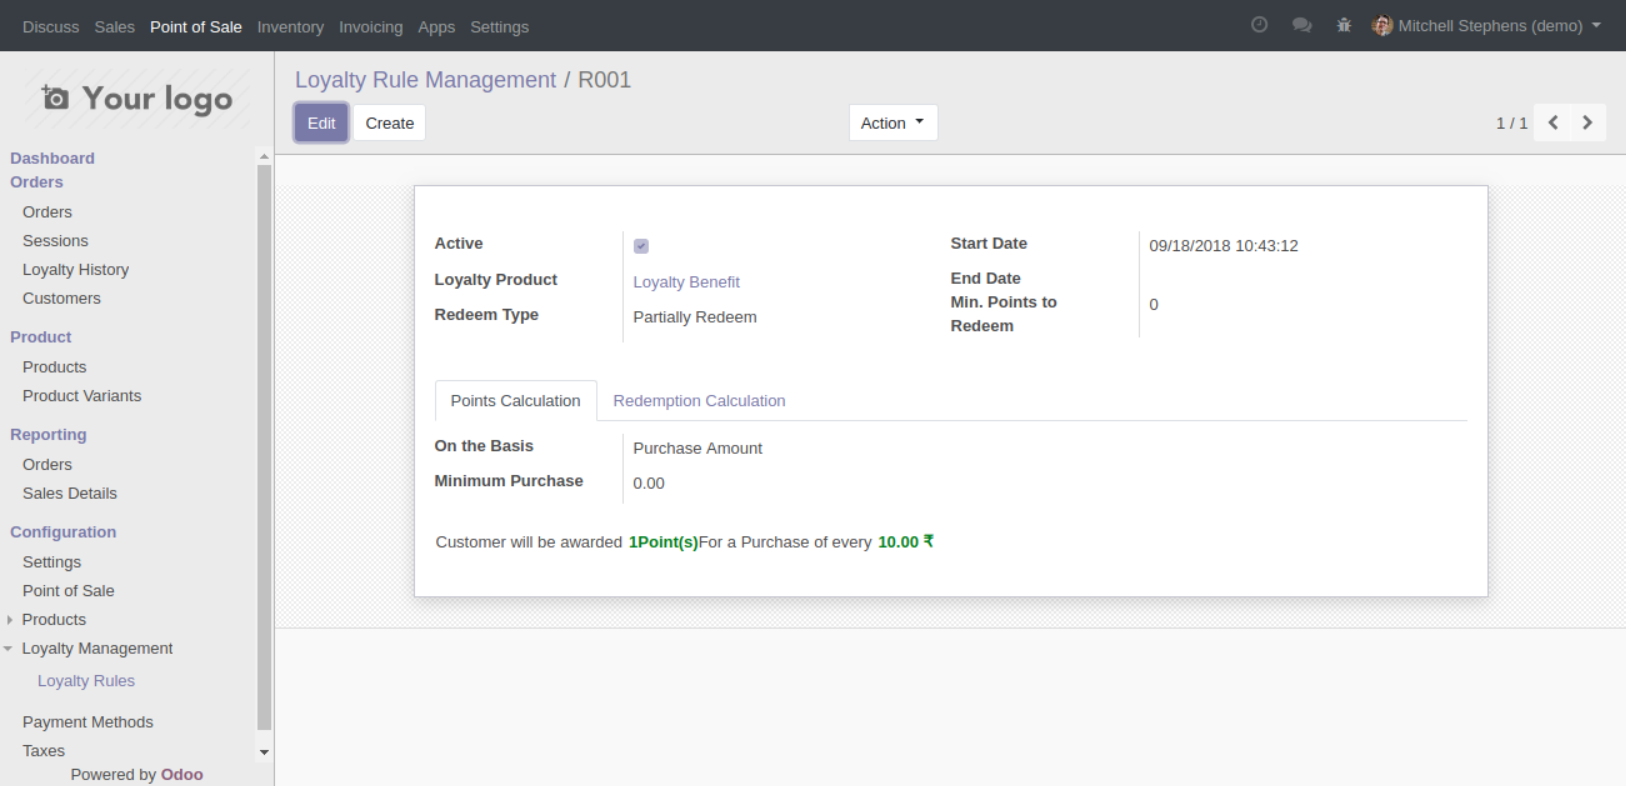 Discuss Sales Point of Sale Inventory Invoicing Apps Settings Mitchell Stephens (demo)
Your logo
Loyalty Rule Management / R001
Edit Create Action 1 / 1
Dashboard
Orders
Orders
Sessions
Loyalty History
Customers
Product
Products
Product Variants
Reporting
Orders
Sales Details
Configuration
Settings
Point of Sale
Products
Loyalty Management
Loyalty Rules
Payment Methods
Taxes
Powered by Odoo
Active
Loyalty Product Loyalty Benefit
Redeem Type Partially Redeem
Start Date 09/18/2018 10:43:12
End Date
Min. Points to
Redeem 0
Points Calculation Redemption Calculation
On the Basis Purchase Amount
Minimum Purchase 0.00
Customer will be awarded 1Point(s)For a Purchase of every 10.00 ₹